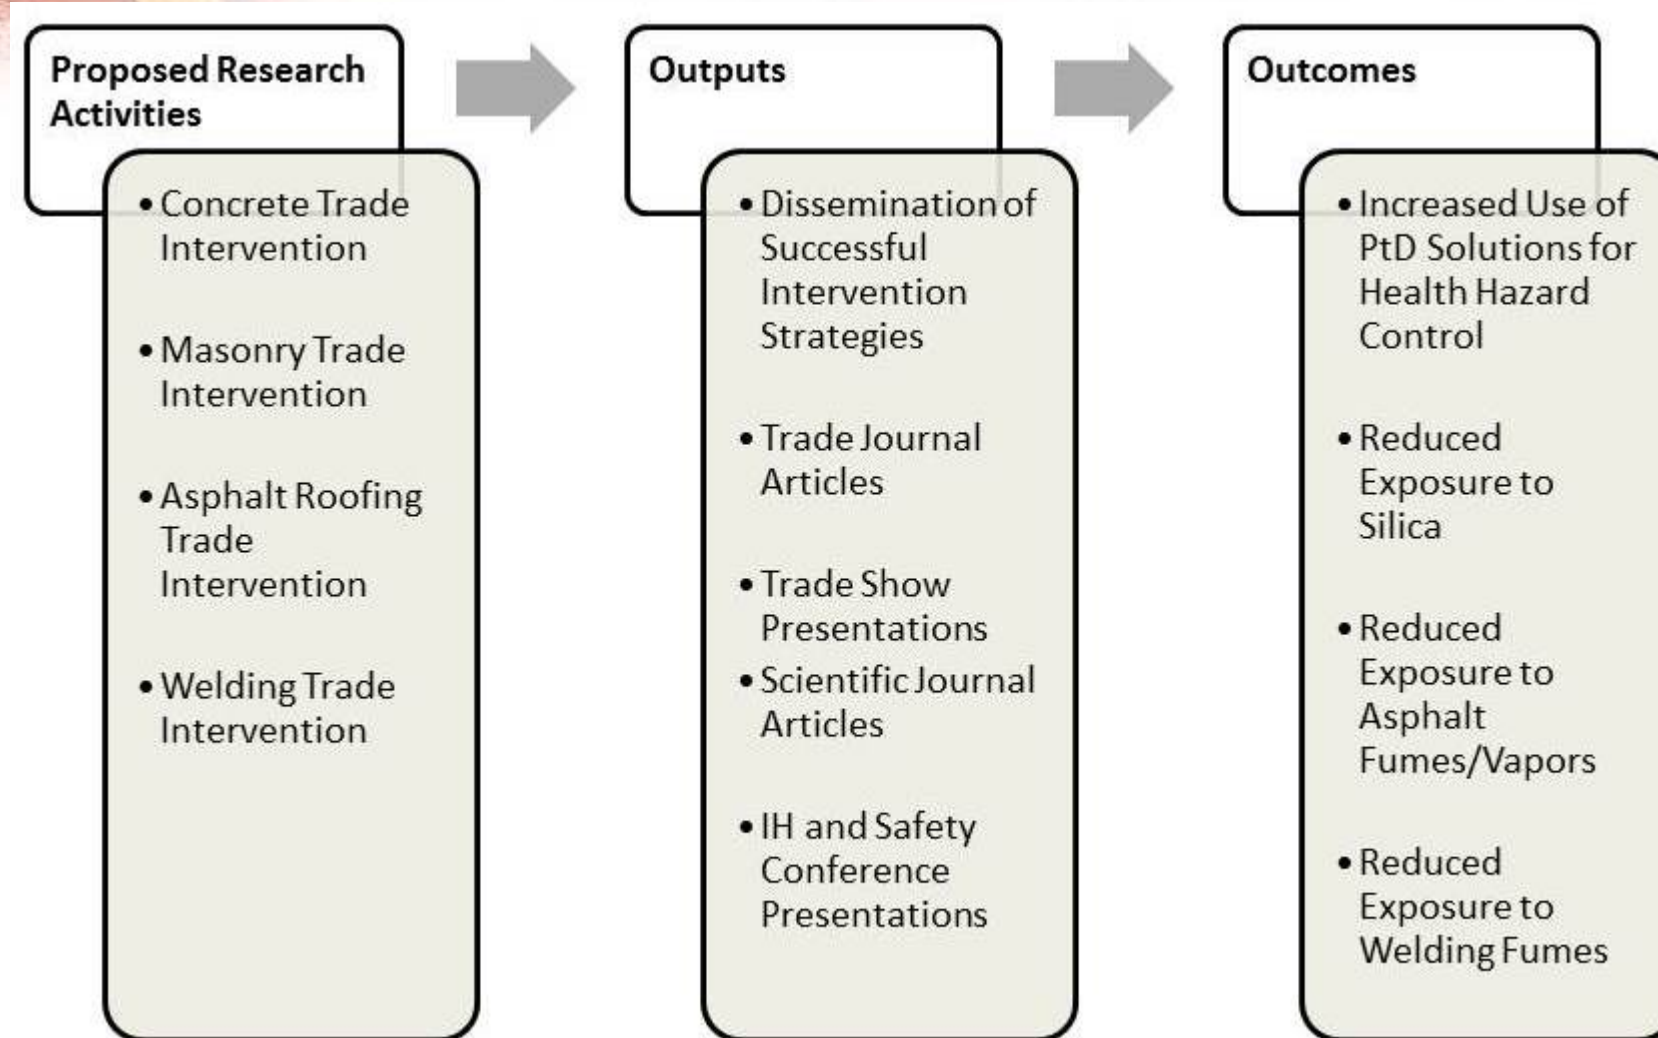 Proposed Research
Activities
• Concrete Trade
Intervention
• Masonry Trade
Intervention
• Asphalt Roofing
Trade
Intervention
• Welding Trade
Intervention
Outputs
• Dissemination of
Successful
Intervention
Strategies
• Trade Journal
Articles
• Trade Show
Presentations
• Scientific Journal
Articles
• IH and Safety
Conference
Presentations
Outcomes
• Increased Use of
PtD Solutions for
Health Hazard
Control
• Reduced
Exposure to
Silica
• Reduced
Exposure to
Asphalt
Fumes/Vapors
• Reduced
Exposure to
Welding Fumes